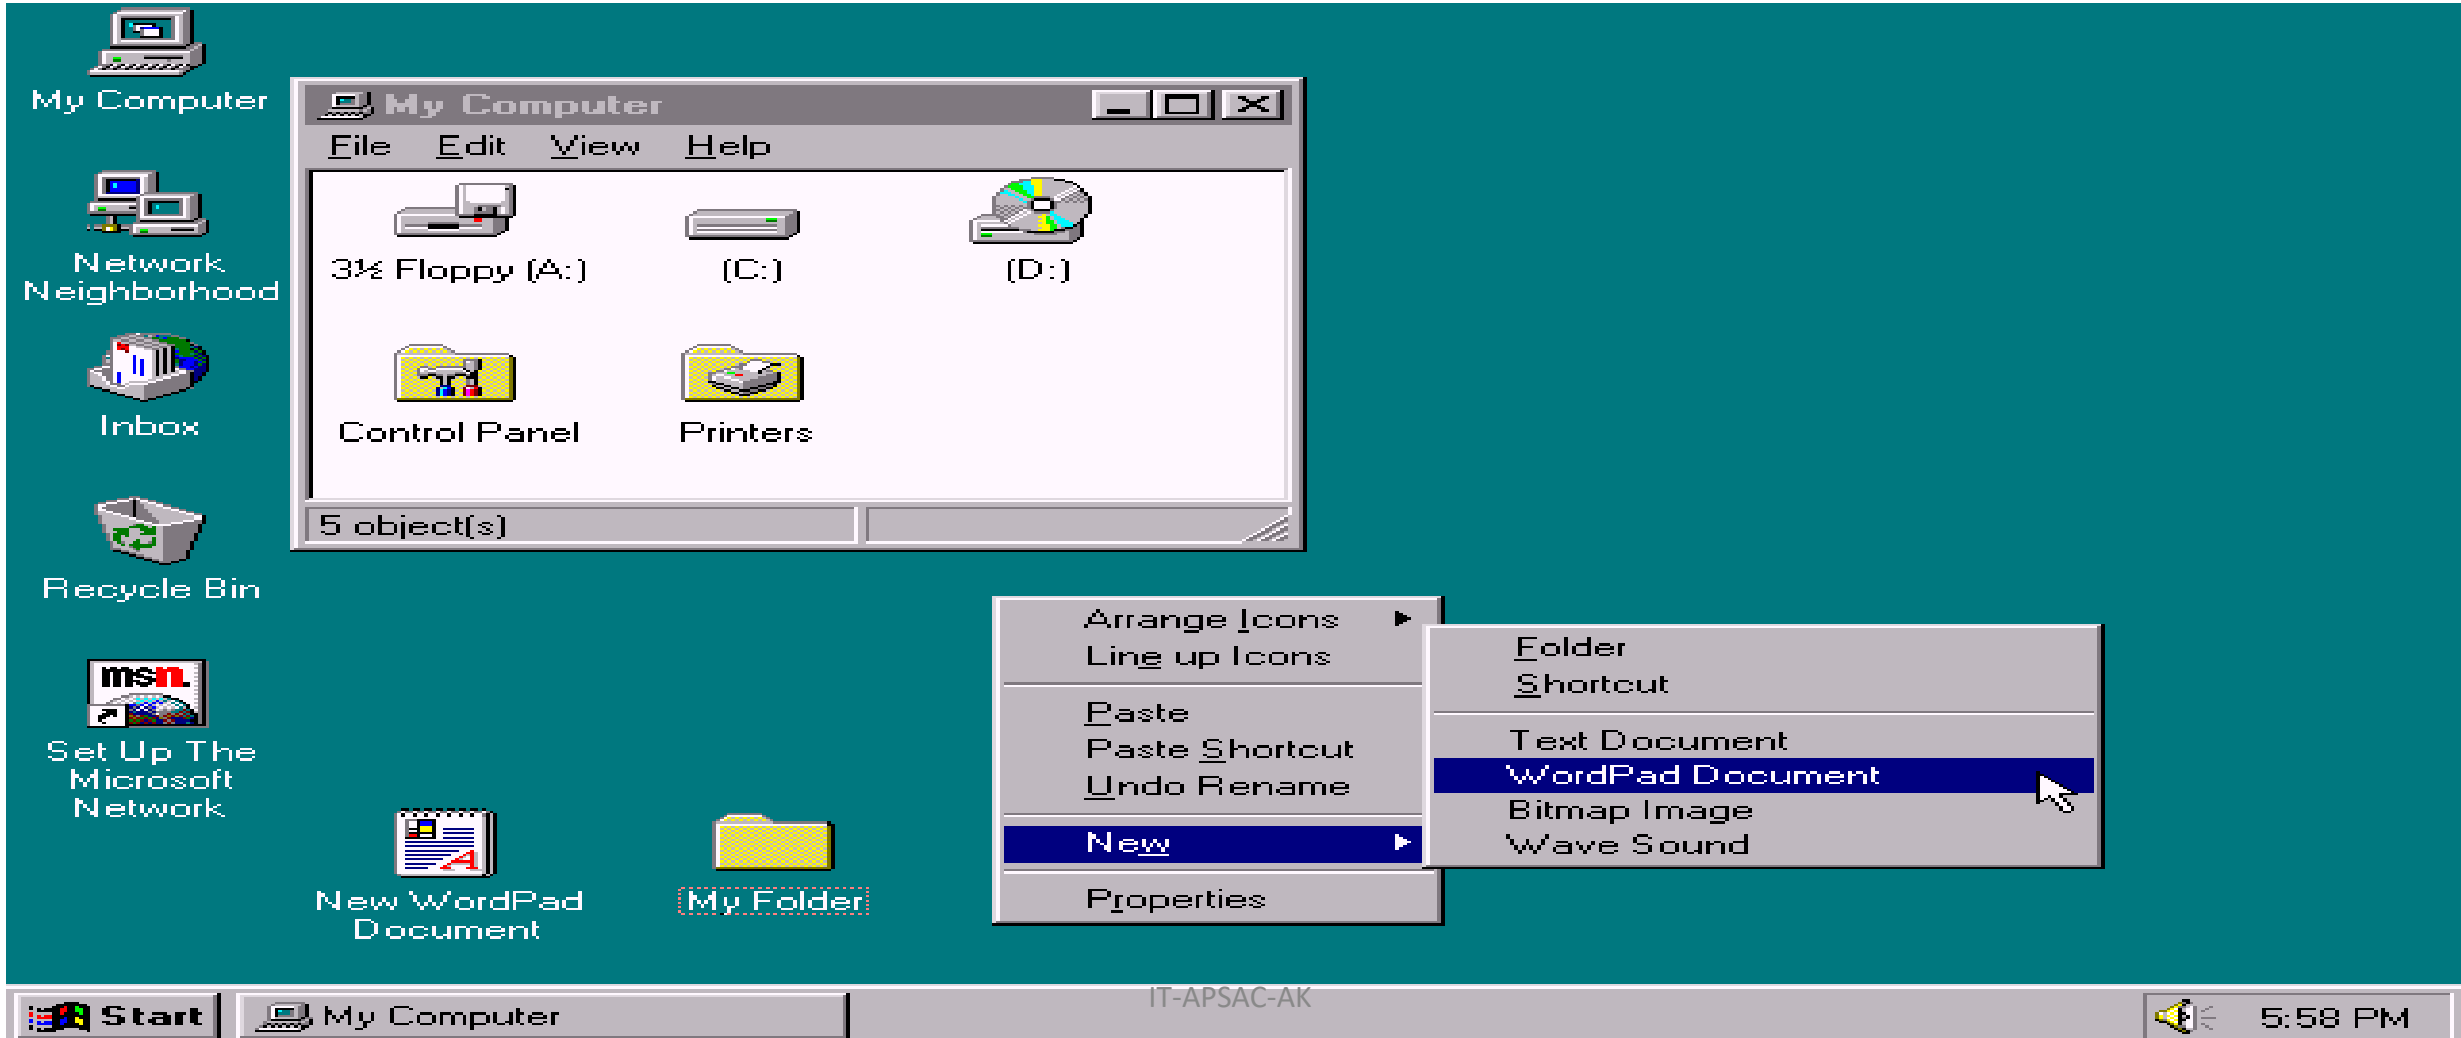 My Computer
Network
Neighborhood
Inbox
Recycle Bin
msn.
Set Up The
Microsoft
Network
My Computer
File Edit View Help
3½ Floppy (A:) (C:) (D:)
Control Panel Printers
5 object(s)
New WordPad
Document
My Folder
Arrange Icons
Line up Icons
Paste
Paste Shortcut
Undo Rename
New
Properties
Folder
Shortcut
Text Document
WordPad Document
Bitmap Image
Wave Sound
IT-APSAC-AK
Start My Computer 5:58 PM